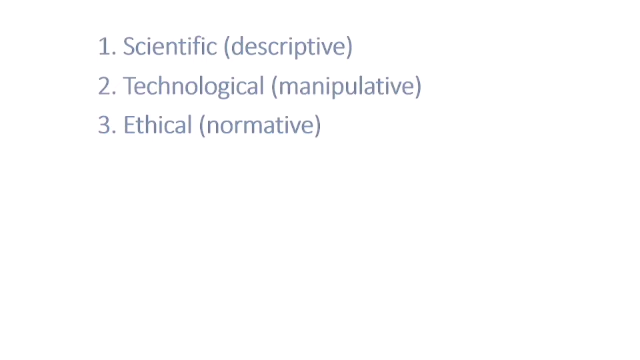 1. Scientific (descriptive)
2. Technological (manipulative)
3. Ethical (normative)